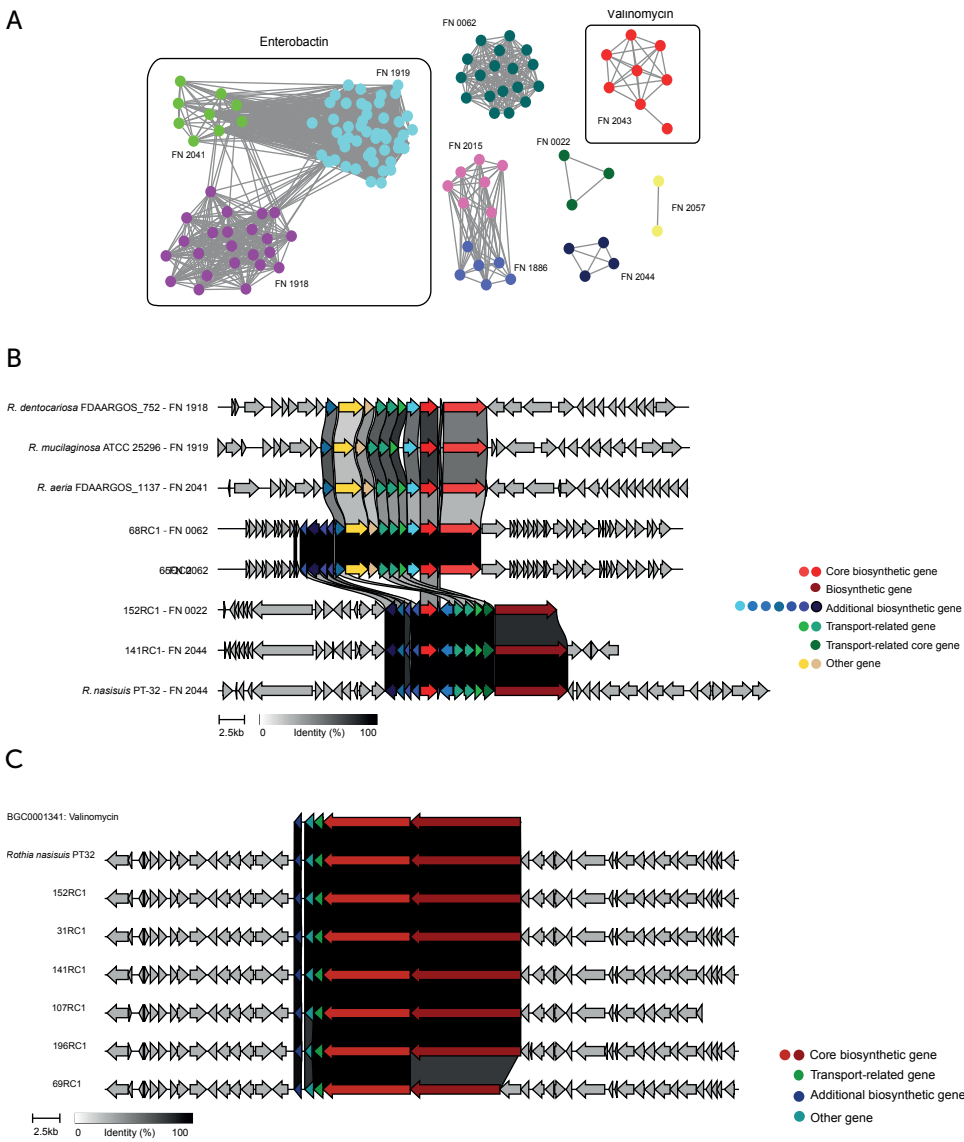 A
Enterobactin
FN 1919
FN 2041
FN 1918
FN 0062
Valinomycin
FN 2043
FN 2015
FN 1886
FN 0022
FN 2057
FN 2044
B
R. dentocariosa FDAARGOS_752 - FN 1918
R. mucilaginosa ATCC 25296 - FN 1919
R. aeria FDAARGOS_1137 - FN 2041
68RC1 - FN 0062
FN 0062
152RC1 - FN 0022
141RC1- FN 2044
R. nasisuis PT-32 - FN 2044
2.5kb
0
Identity (%)
100
Core biosynthetic gene
Biosynthetic gene
Additional biosynthetic gene
Transport-related gene
Transport-related core gene
Other gene
C
BGC0001341: Valinomycin
Rothia nasisuis PT32
152RC1
31RC1
141RC1
107RC1
196RC1
69RC1
2.5kb
0
Identity (%)
100
Core biosynthetic gene
Transport-related gene
Additional biosynthetic gene
Other gene